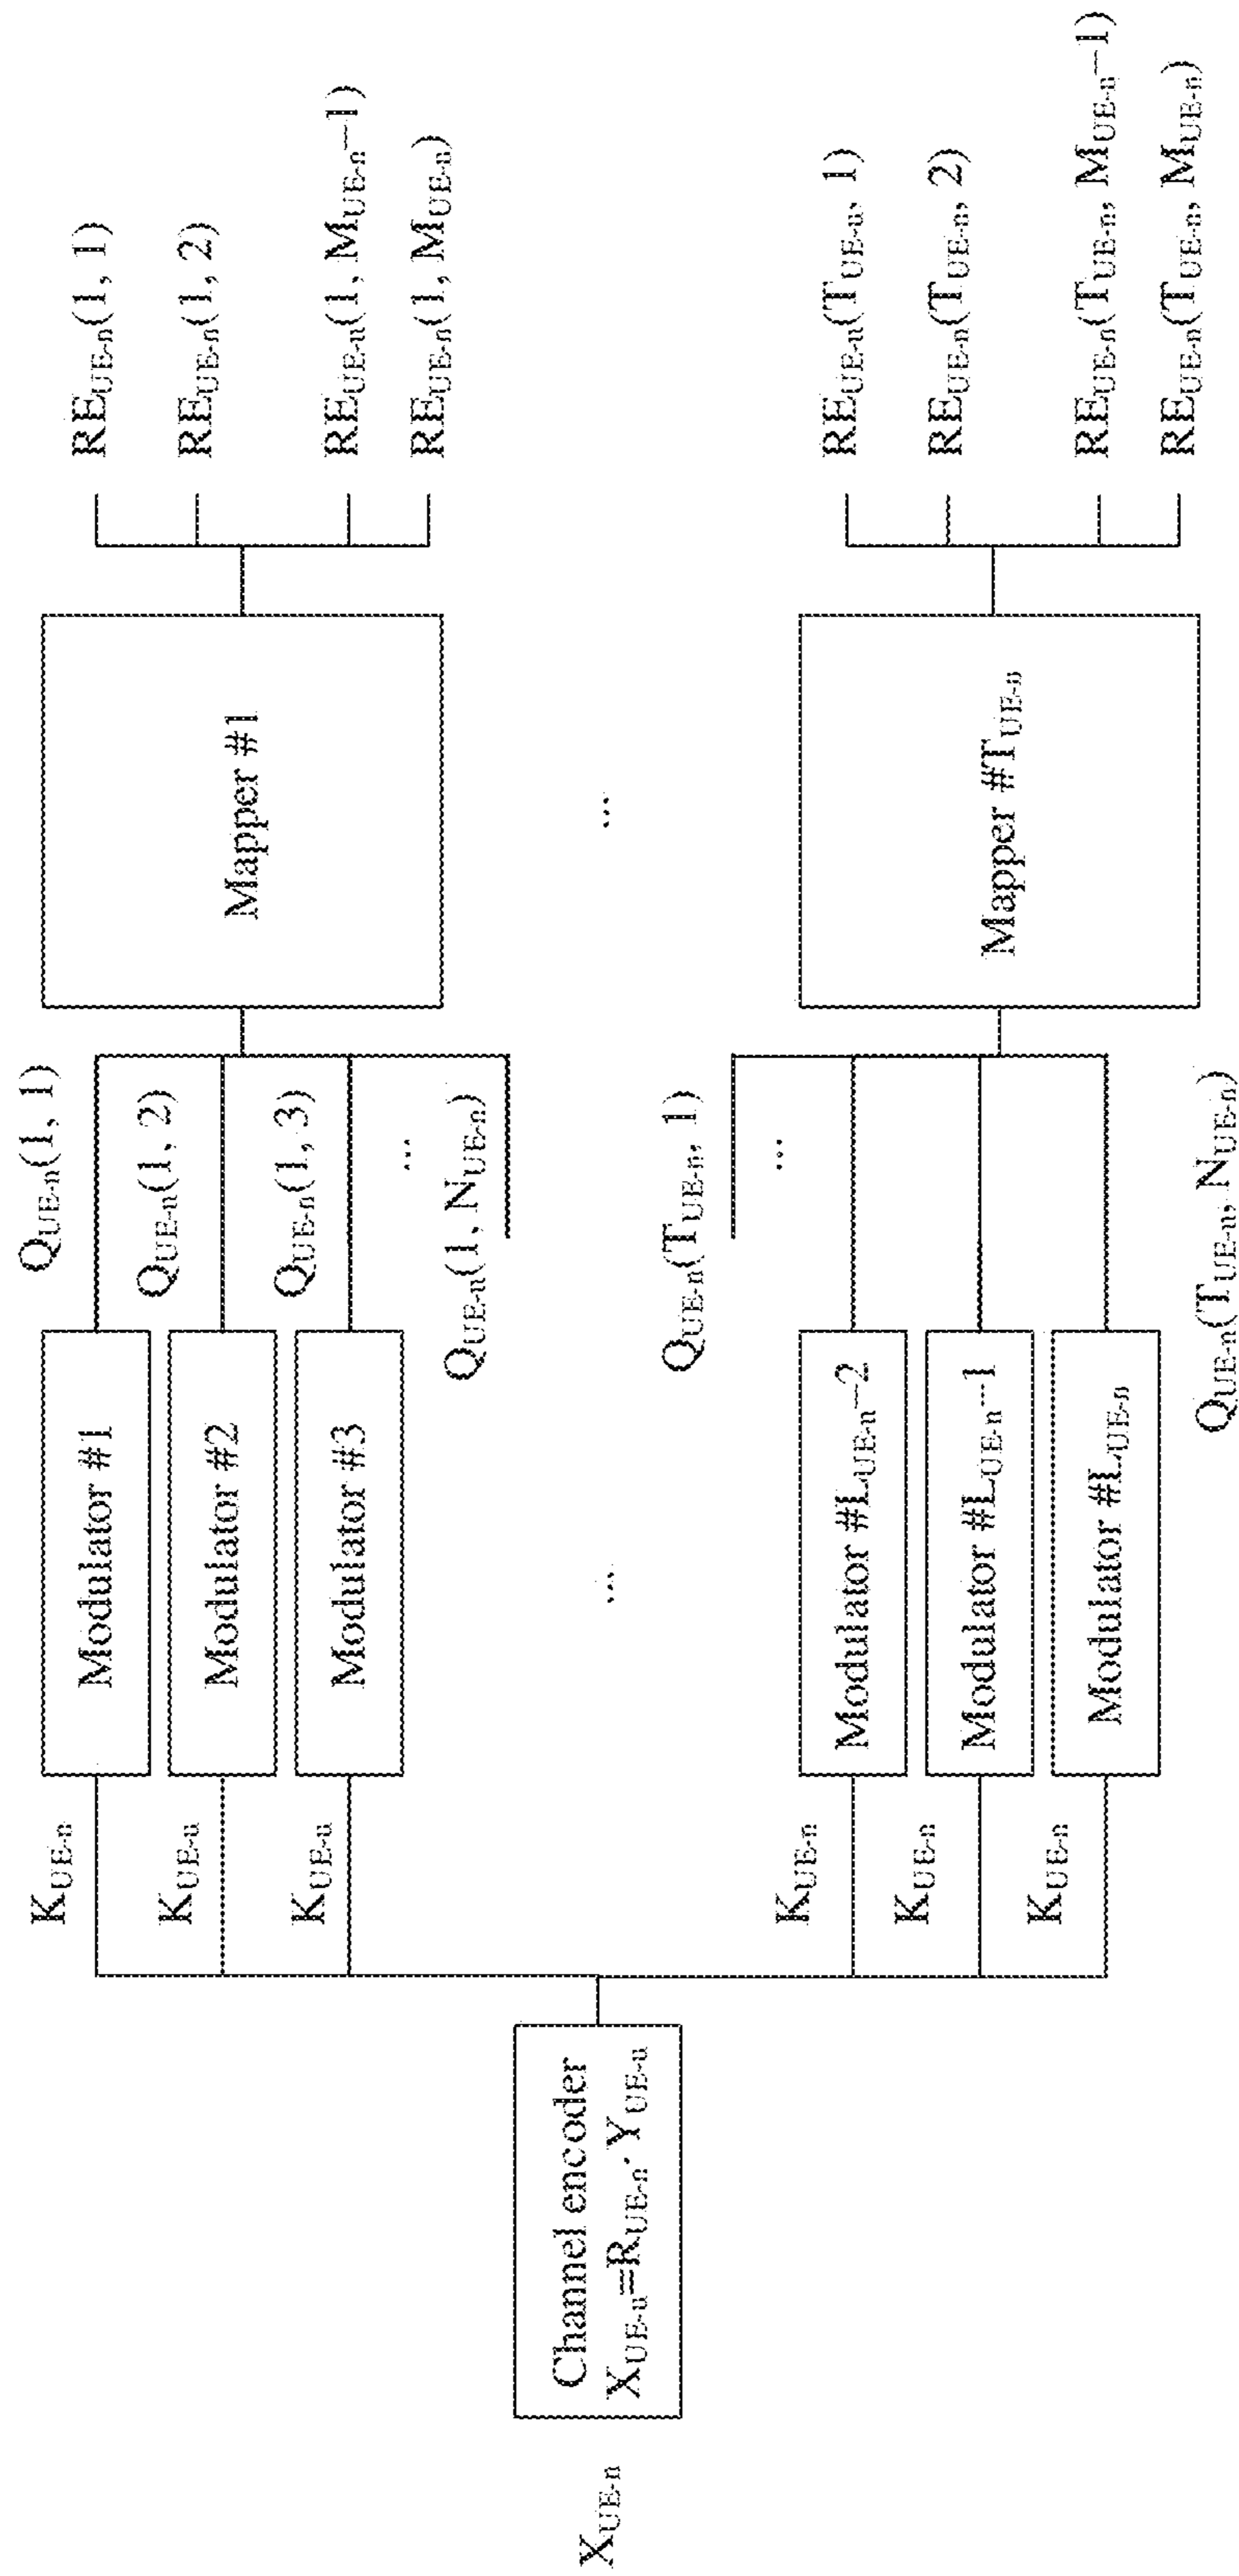 X_UE-n
Channel encoder
X_UE-n=R_UE-n·Y_UE-n
K_UE-n
K_UE-n
K_UE-n
K_UE-n
K_UE-n
K_UE-n
Modulator #1
Modulator #2
Modulator #3
...
Modulator #L_UE-n-2
Modulator #L_UE-n-1
Modulator #L_UE-n
Q_UE-n(1, 1)
Q_UE-n(1, 2)
Q_UE-n(1, 3)
...
Q_UE-n(1, N_UE-n)
Q_UE-n(T_UE-n, 1)
...
Q_UE-n(T_UE-n, N_UE-n)
Mapper #1
...
Mapper #T_UE-n
RE_UE-n(1, 1)
RE_UE-n(1, 2)
RE_UE-n(1, M_UE-n-1)
RE_UE-n(1, M_UE-n)
RE_UE-n(T_UE-n, 1)
RE_UE-n(T_UE-n, 2)
RE_UE-n(T_UE-n, M_UE-n-1)
RE_UE-n(T_UE-n, M_UE-n)